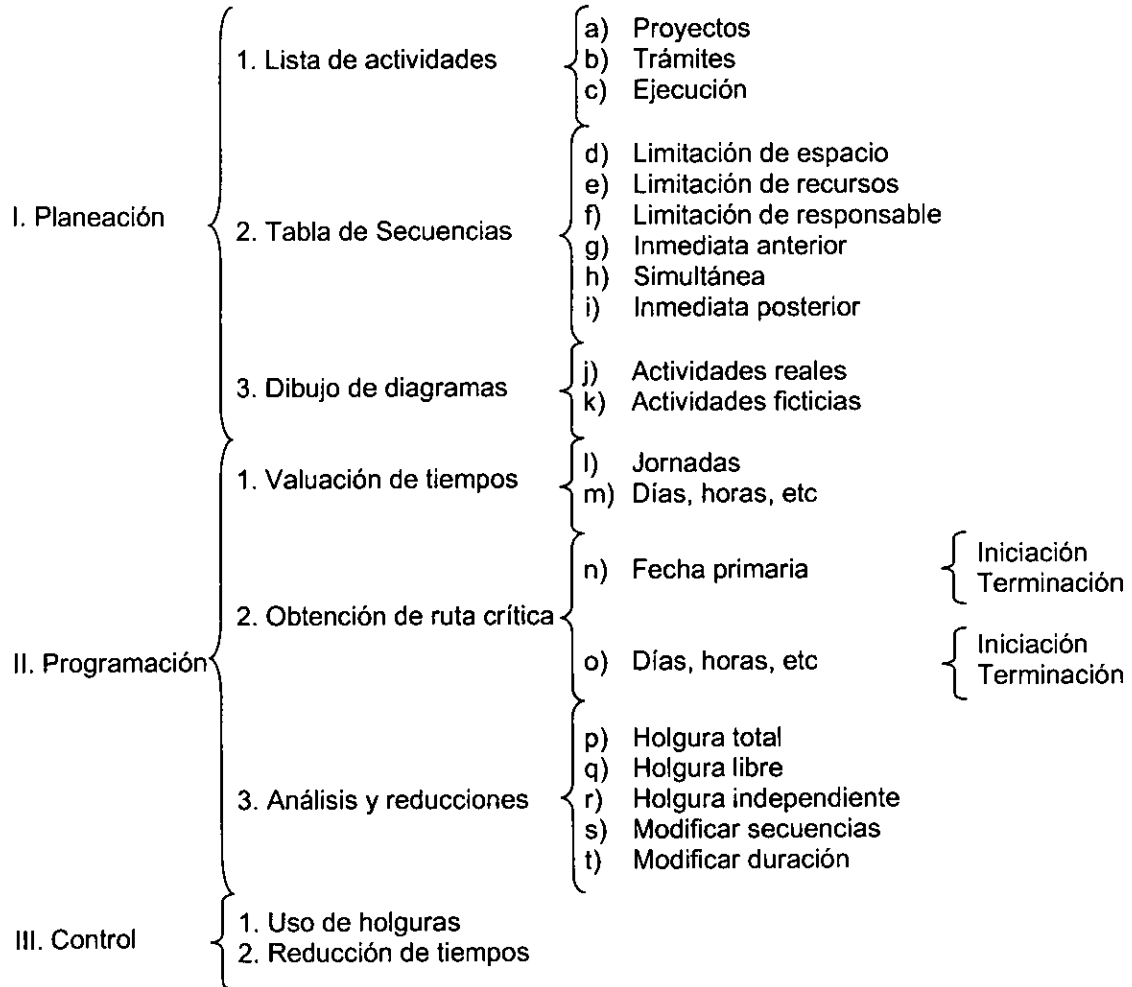 I. Planeación
1. Lista de actividades
a) Proyectos
b) Trámites
c) Ejecución
2. Tabla de Secuencias
d) Limitación de espacio
e) Limitación de recursos
f) Limitación de responsable
g) Inmediata anterior
h) Simultánea
i) Inmediata posterior
3. Dibujo de diagramas
j) Actividades reales
k) Actividades ficticias
II. Programación
1. Valuación de tiempos
l) Jornadas
m) Días, horas, etc
2. Obtención de ruta crítica
n) Fecha primaria
Iniciación
Terminación
o) Días, horas, etc
Iniciación
Terminación
3. Análisis y reducciones
p) Holgura total
q) Holgura libre
r) Holgura independiente
s) Modificar secuencias
t) Modificar duración
III. Control
1. Uso de holguras
2. Reducción de tiempos